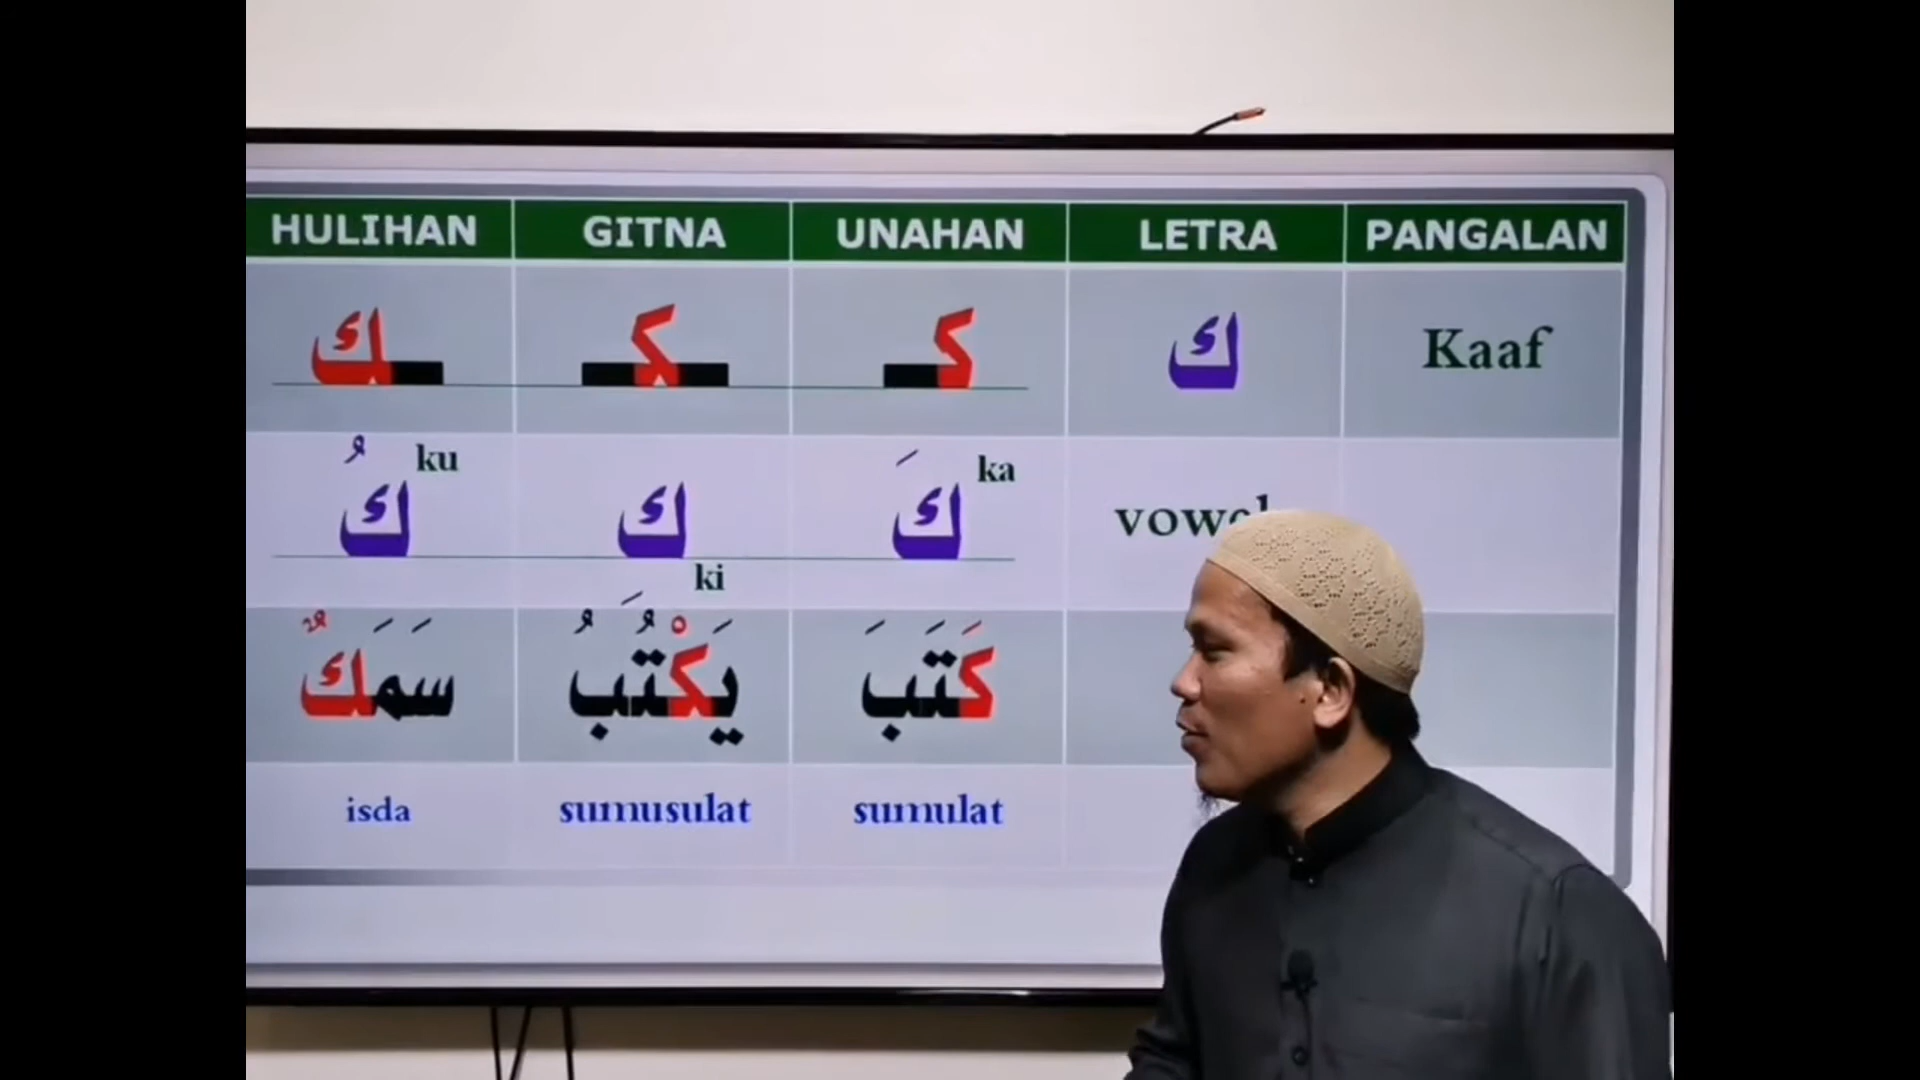 HULIHAN GITNA UNAHAN LETRA PANGALAN
ـك ـكـ كـ ك Kaaf
كُ ku كِ ki كَ ka
سَمَكٌ يَكْتُبُ كَتَبَ
isda sumusulat sumulat